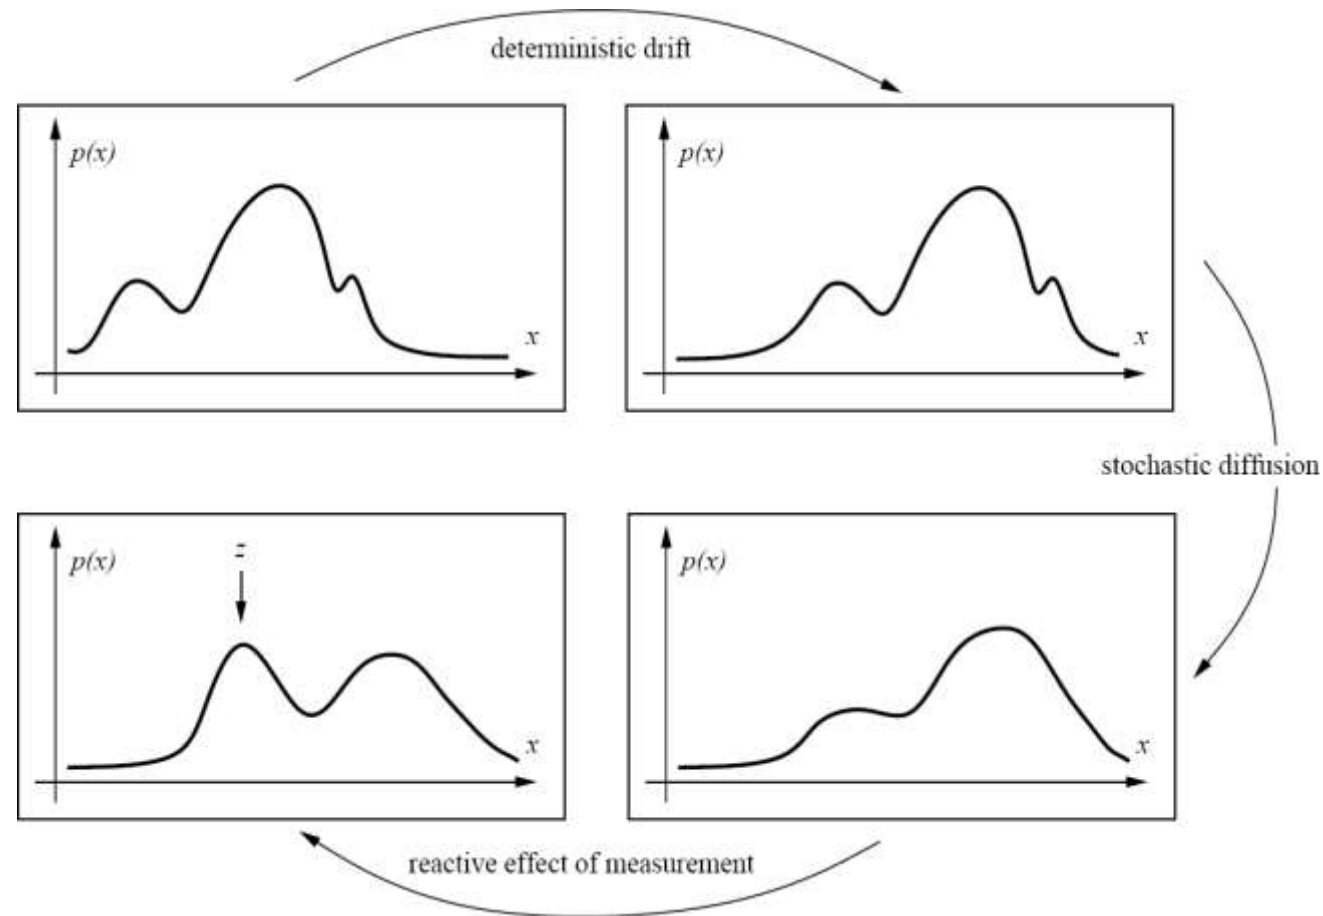 deterministic drift
p(x)
x
p(x)
x
stochastic diffusion
z
p(x)
x
p(x)
x
reactive effect of measurement